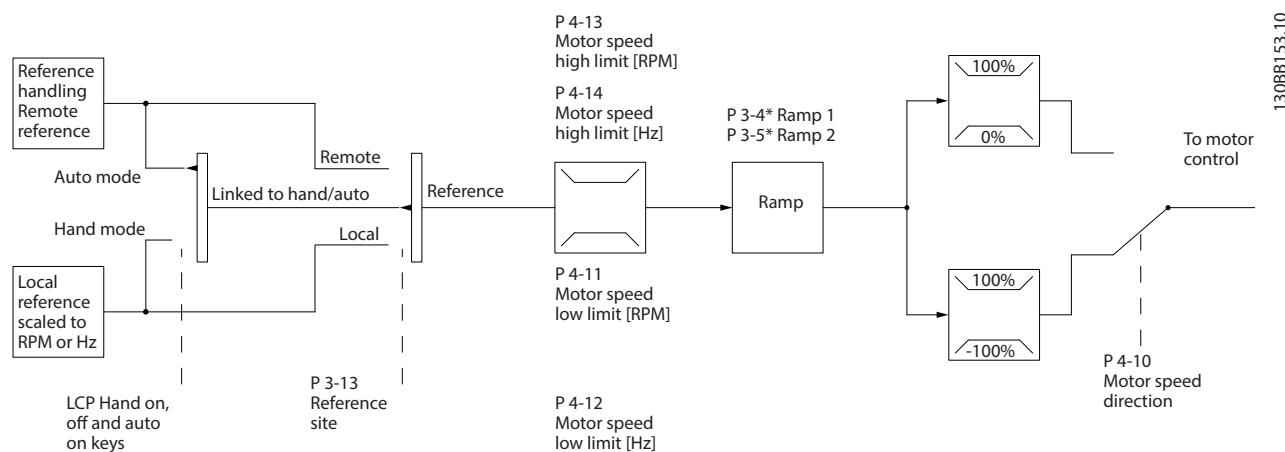 Reference
handling
Remote
reference
Auto mode
Hand mode
Local
reference
scaled to
RPM or Hz
LCP Hand on,
off and auto
on keys
Linked to hand/auto
Remote
Local
P 3-13
Reference
site
Reference
P 4-13
Motor speed
high limit [RPM]
P 4-14
Motor speed
high limit [Hz]
P 4-11
Motor speed
low limit [RPM]
P 4-12
Motor speed
low limit [Hz]
P 3-4* Ramp 1
P 3-5* Ramp 2
Ramp
100%
0%
100%
-100%
To motor
control
P 4-10
Motor speed
direction
130BB153.10